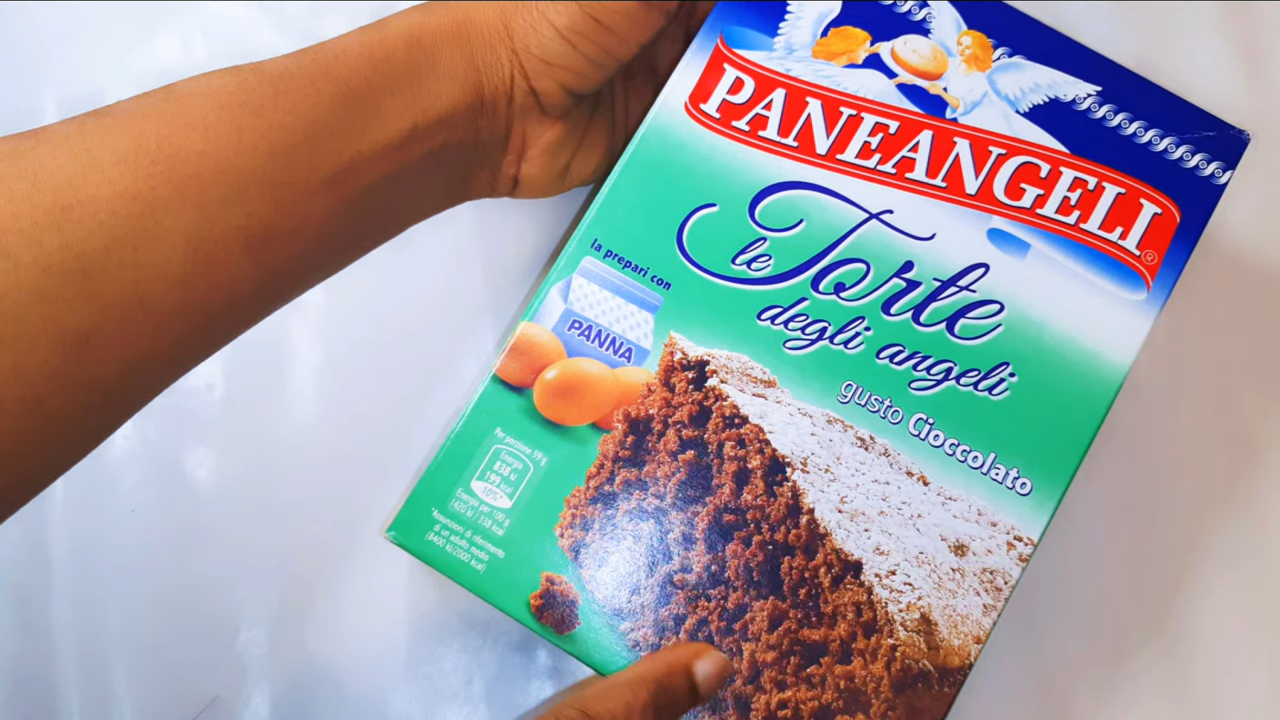 PANEANGELI®
le Torte
degli angeli
gusto Cioccolato
la prepari con
PANNA
Per porzione 59 g
Energia
838 kJ
199 kcal
10%*
Energia per 100 g
1420 kJ / 338 kcal
*Assunzioni di riferimento
di un adulto medio
(8400 kJ/2000 kcal)